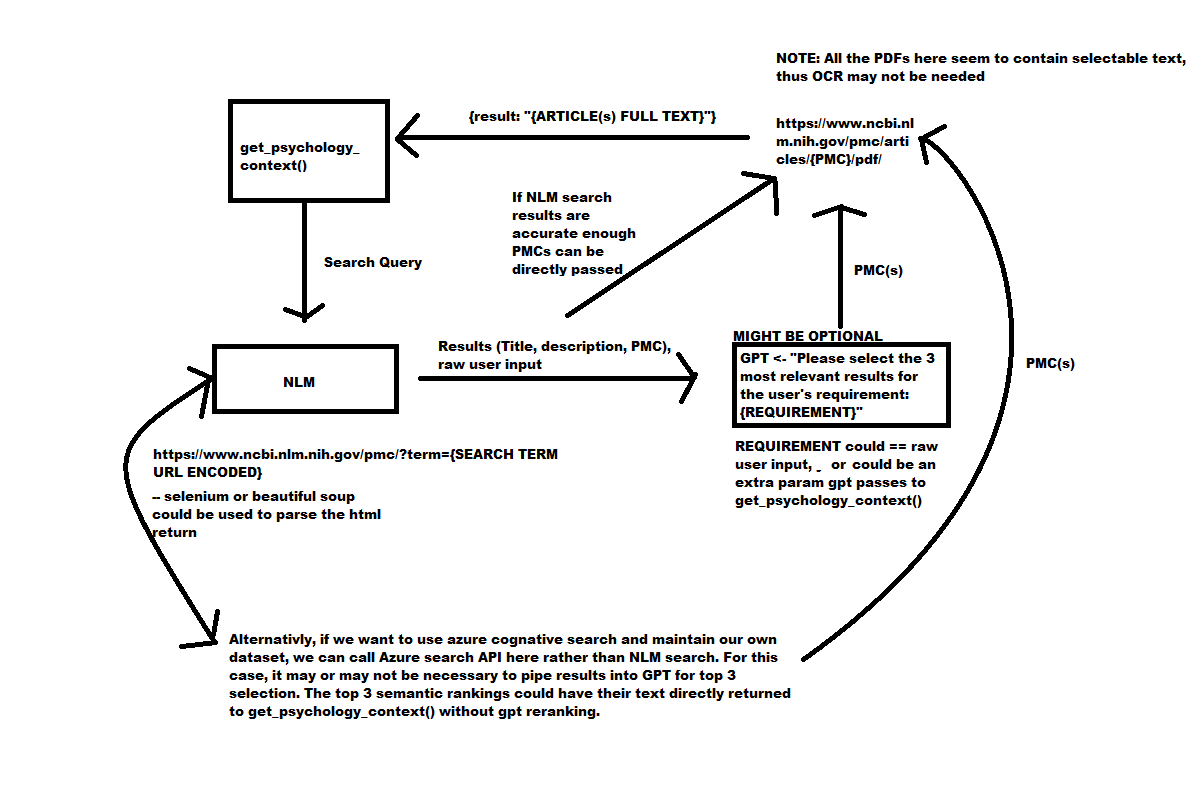 NOTE: All the PDFs here seem to contain selectable text,
thus OCR may not be needed
{result: "{ARTICLE(s) FULL TEXT}"}
https://www.ncbi.nl
m.nih.gov/pmc/arti
cles/{PMC}/pdf/
get_psychology_
context()
If NLM search
results are
accurate enough
PMCs can be
directly passed
Search Query
PMC(s)
MIGHT BE OPTIONAL
Results (Title, description, PMC),
raw user input
GPT <- "Please select the 3
most relevant results for
the user's requirement:
{REQUIREMENT}"
PMC(s)
NLM
REQUIREMENT could == raw
user input, _ or could be an
extra param gpt passes to
get_psychology_context()
https://www.ncbi.nlm.nih.gov/pmc/?term={SEARCH TERM
URL ENCODED}
-- selenium or beautiful soup
could be used to parse the html
return
Alternativly, if we want to use azure cognative search and maintain our own
dataset, we can call Azure search API here rather than NLM search. For this
case, it may or may not be necessary to pipe results into GPT for top 3
selection. The top 3 semantic rankings could have their text directly returned
to get_psychology_context() without gpt reranking.